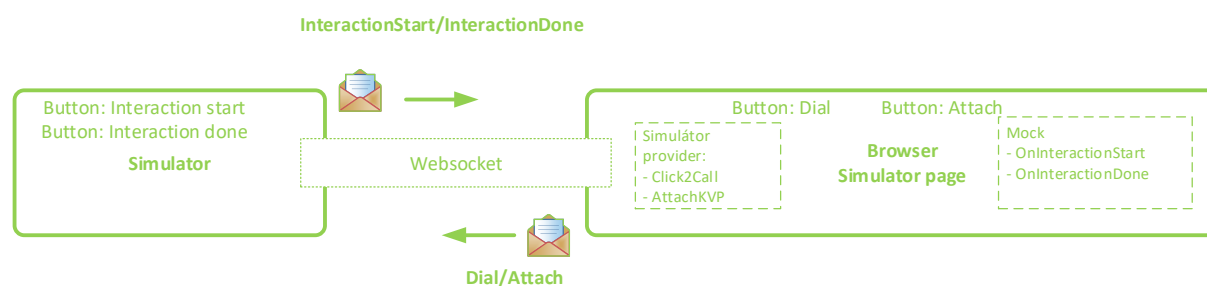 InteractionStart/InteractionDone
Button: Interaction start
Button: Interaction done
Simulator
Websocket
Button: Dial
Button: Attach
Simulátor
provider:
- Click2Call
- AttachKVP
Browser
Simulator page
Mock
- OnInteractionStart
- OnInteractionDone
Dial/Attach